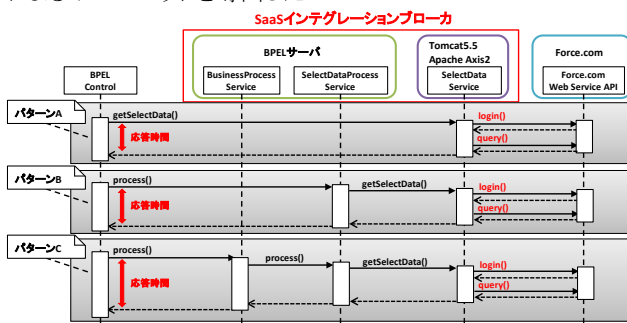 SaaSインテグレーションブローカ
BPELサーバ
Tomcat5.5
Apache Axis2
Force.com
BPEL
Control
BusinessProcess
Service
SelectDataProcess
Service
SelectData
Service
Force.com
Web Service API
パターンA
getSelectData()
応答時間
login()
query()
パターンB
process()
応答時間
getSelectData()
login()
query()
パターンC
process()
応答時間
process()
getSelectData()
login()
query()